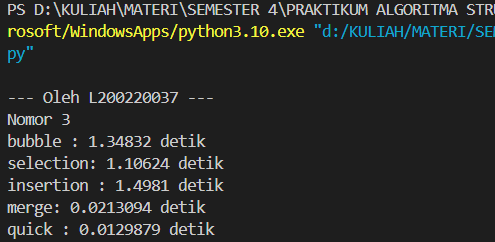 PS D:\KULIAH\MATERI\SEMESTER 4\PRAKTIKUM ALGORITMA STRU
rosoft/WindowsApps/python3.10.exe "d:/KULIAH/MATERI/SEM
py"
--- Oleh L200220037 ---
Nomor 3
bubble : 1.34832 detik
selection: 1.10624 detik
insertion : 1.4981 detik
merge: 0.0213094 detik
quick : 0.0129879 detik